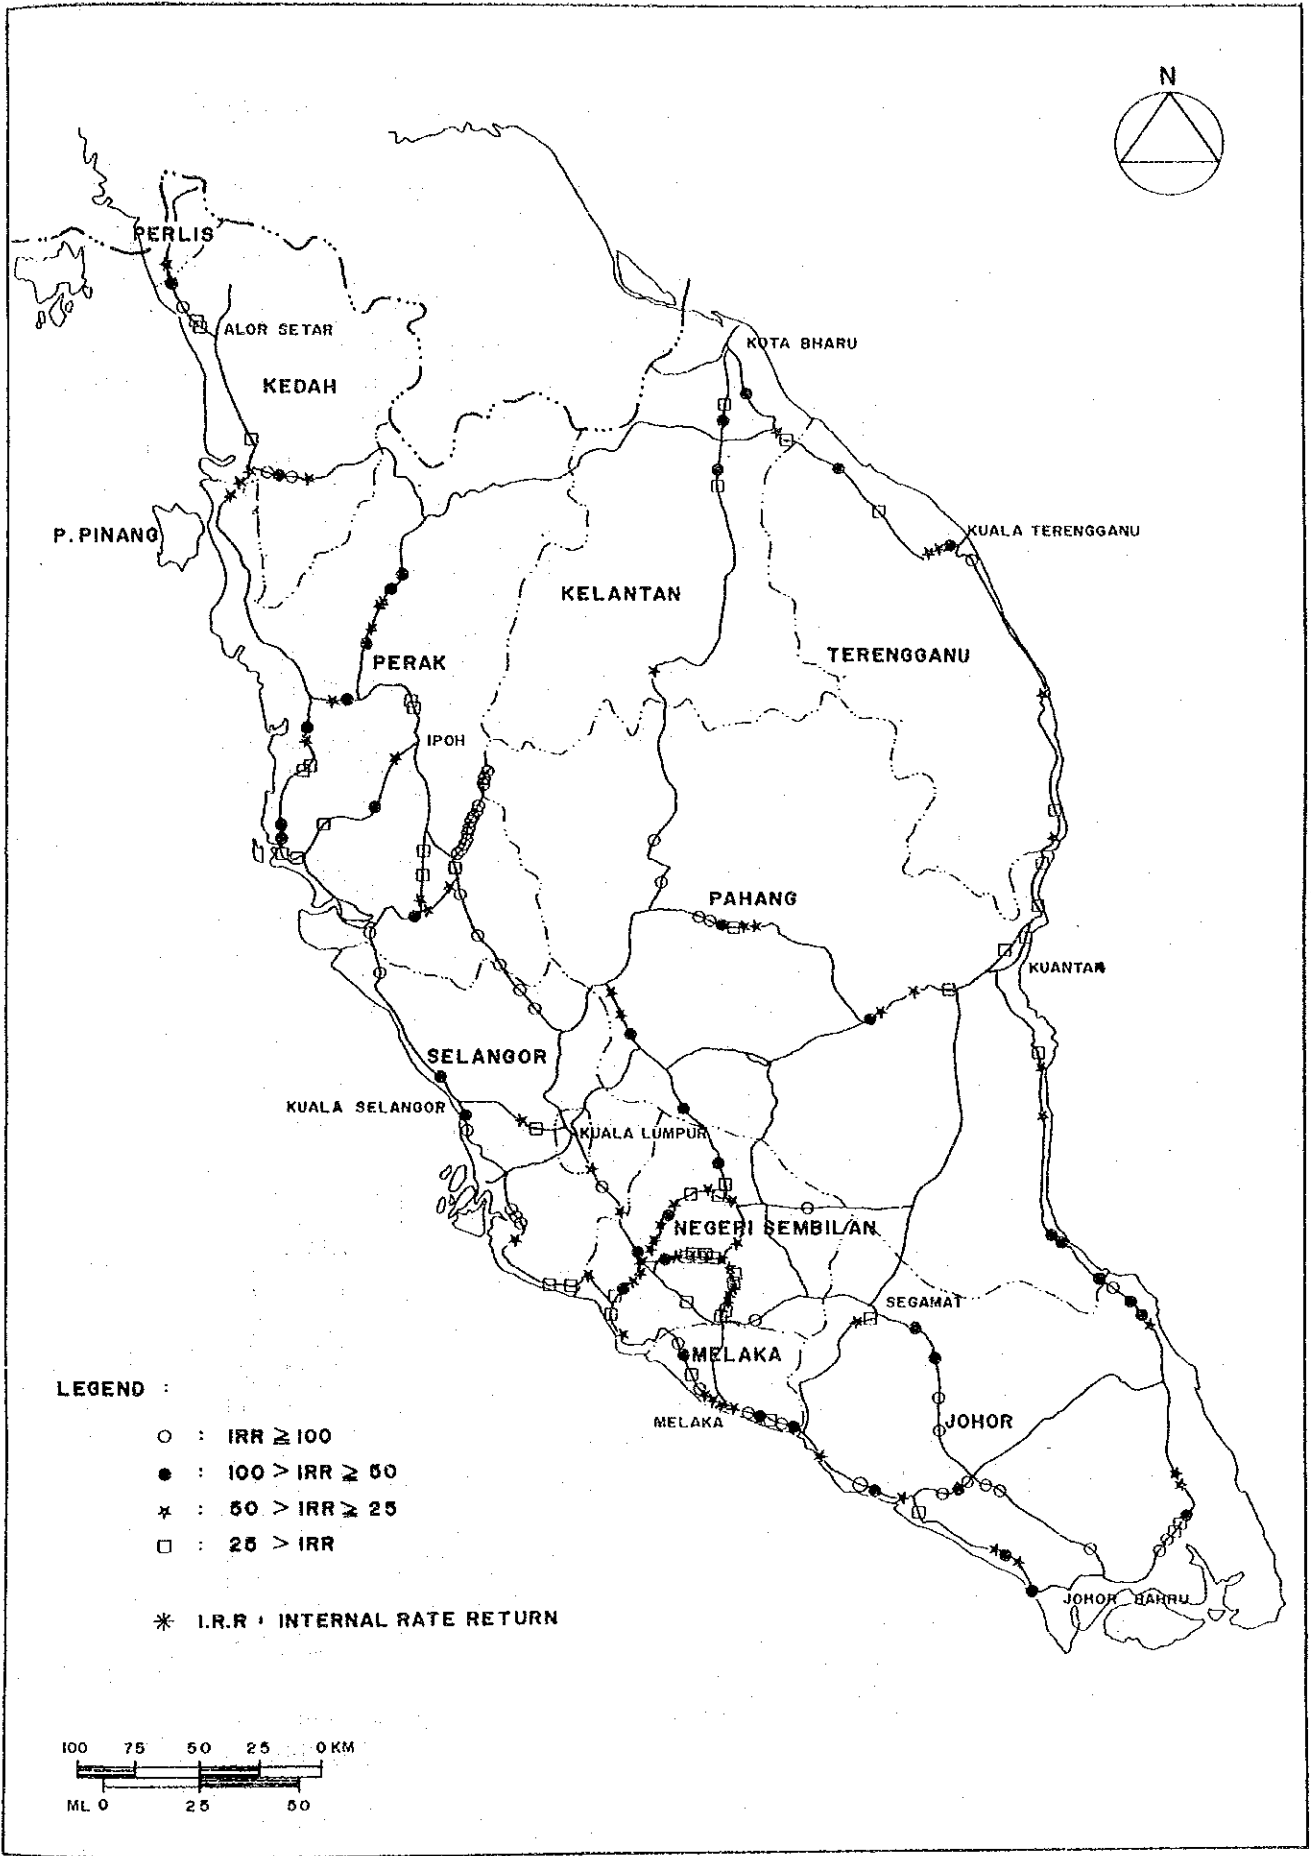 N
PERLIS
ALOR SETAR
KOTA BHARU
KEDAH
P. PINANG
KUALA TERENGGANU
KELANTAN
TERENGGANU
PERAK
IPOH
PAHANG
KUANTAN
SELANGOR
KUALA SELANGOR
KUALA LUMPUR
NEGERI SEMBILAN
SEGAMAT
MELAKA
MELAKA
JOHOR
JOHOR BAHRU
LEGEND :
○ : IRR ≧ 100
● : 100 > IRR ≧ 50
★ : 50 > IRR ≧ 25
□ : 25 > IRR
✳ I.R.R : INTERNAL RATE RETURN
100 75 50 25 0 KM
ML 0 25 50